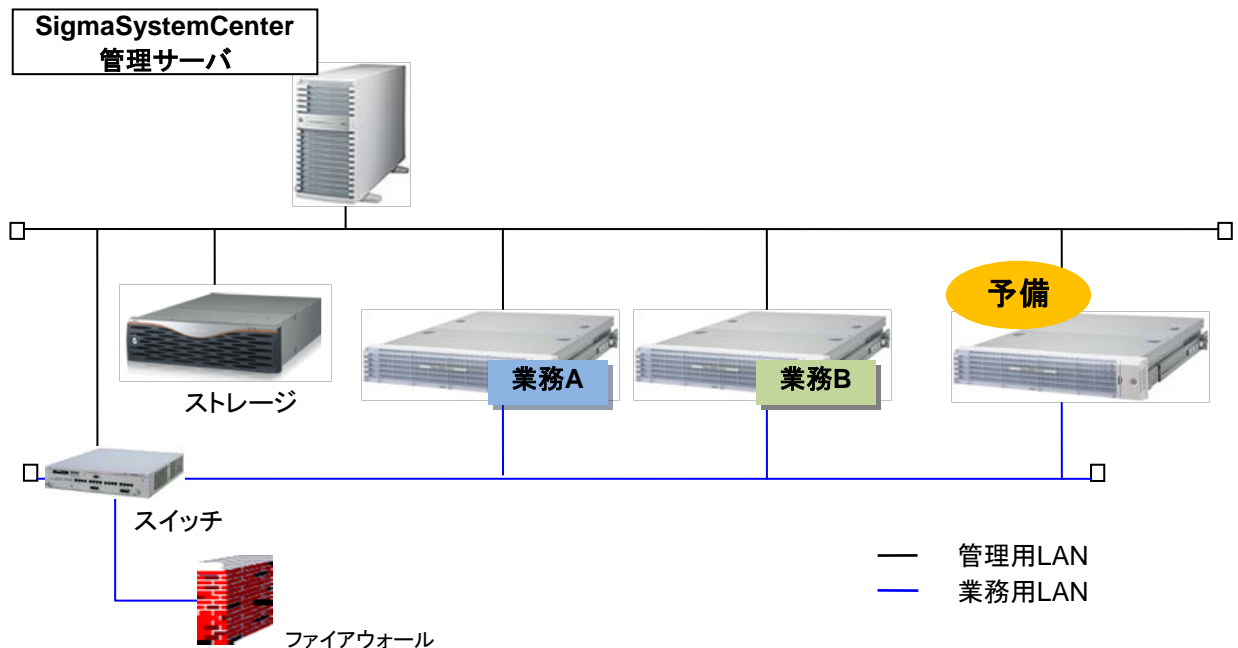 SigmaSystemCenter
管理サーバ
予備
業務A
業務B
ストレージ
スイッチ
管理用LAN
業務用LAN
ファイアウォール